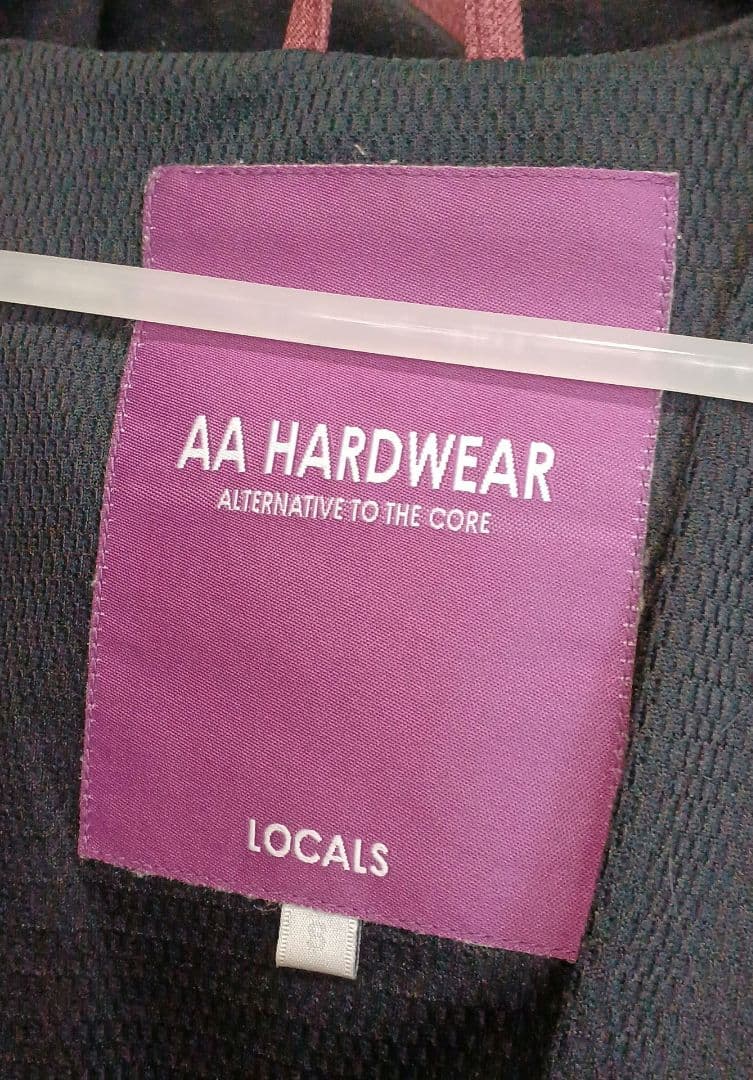 AA HARDWEAR
ALTERNATIVE TO THE CORE
LOCALS
S